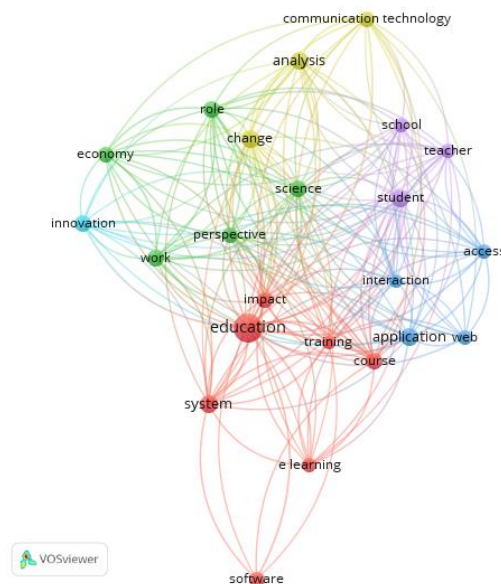 communication technology
analysis
role
school
change
teacher
economy
science
student
innovation
perspective
access
work
interaction
impact
education
training
application
web
course
system
e learning
VOSviewer
software